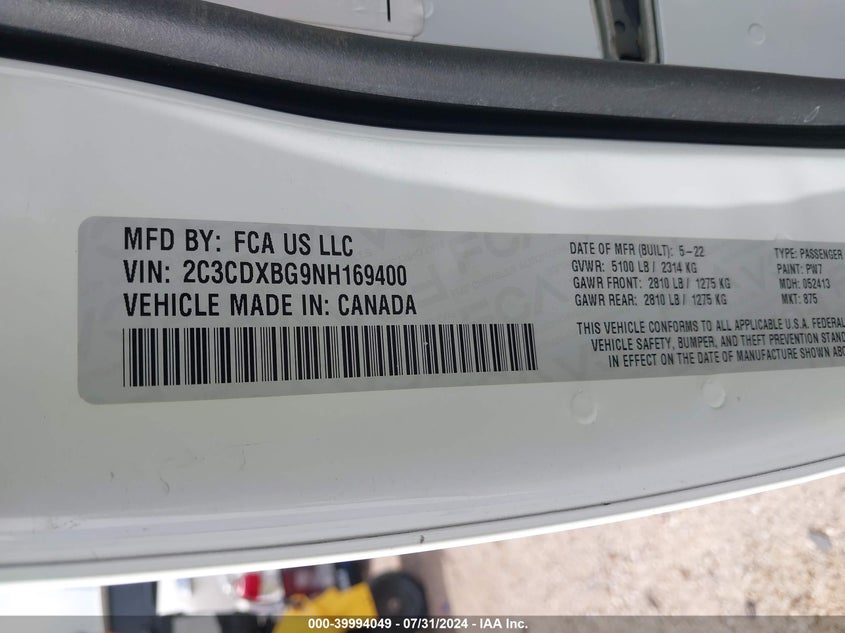 MFD BY: FCA US LLC
VIN: 2C3CDXBG9NH169400
VEHICLE MADE IN: CANADA
DATE OF MFR (BUILT): 5-22
GVWR: 5100 LB / 2314 KG
GAWR FRONT: 2810 LB / 1275 KG
GAWR REAR: 2810 LB / 1275 KG
TYPE: PASSENGER
PAINT: PW7
MDH: 052413
MKT: 875
THIS VEHICLE CONFORMS TO ALL APPLICABLE U.S.A. FEDERAL
VEHICLE SAFETY, BUMPER, AND THEFT PREVENTION STAND
IN EFFECT ON THE DATE OF MANUFACTURE SHOWN ABO
000-39994049 - 07/31/2024 - IAA Inc.